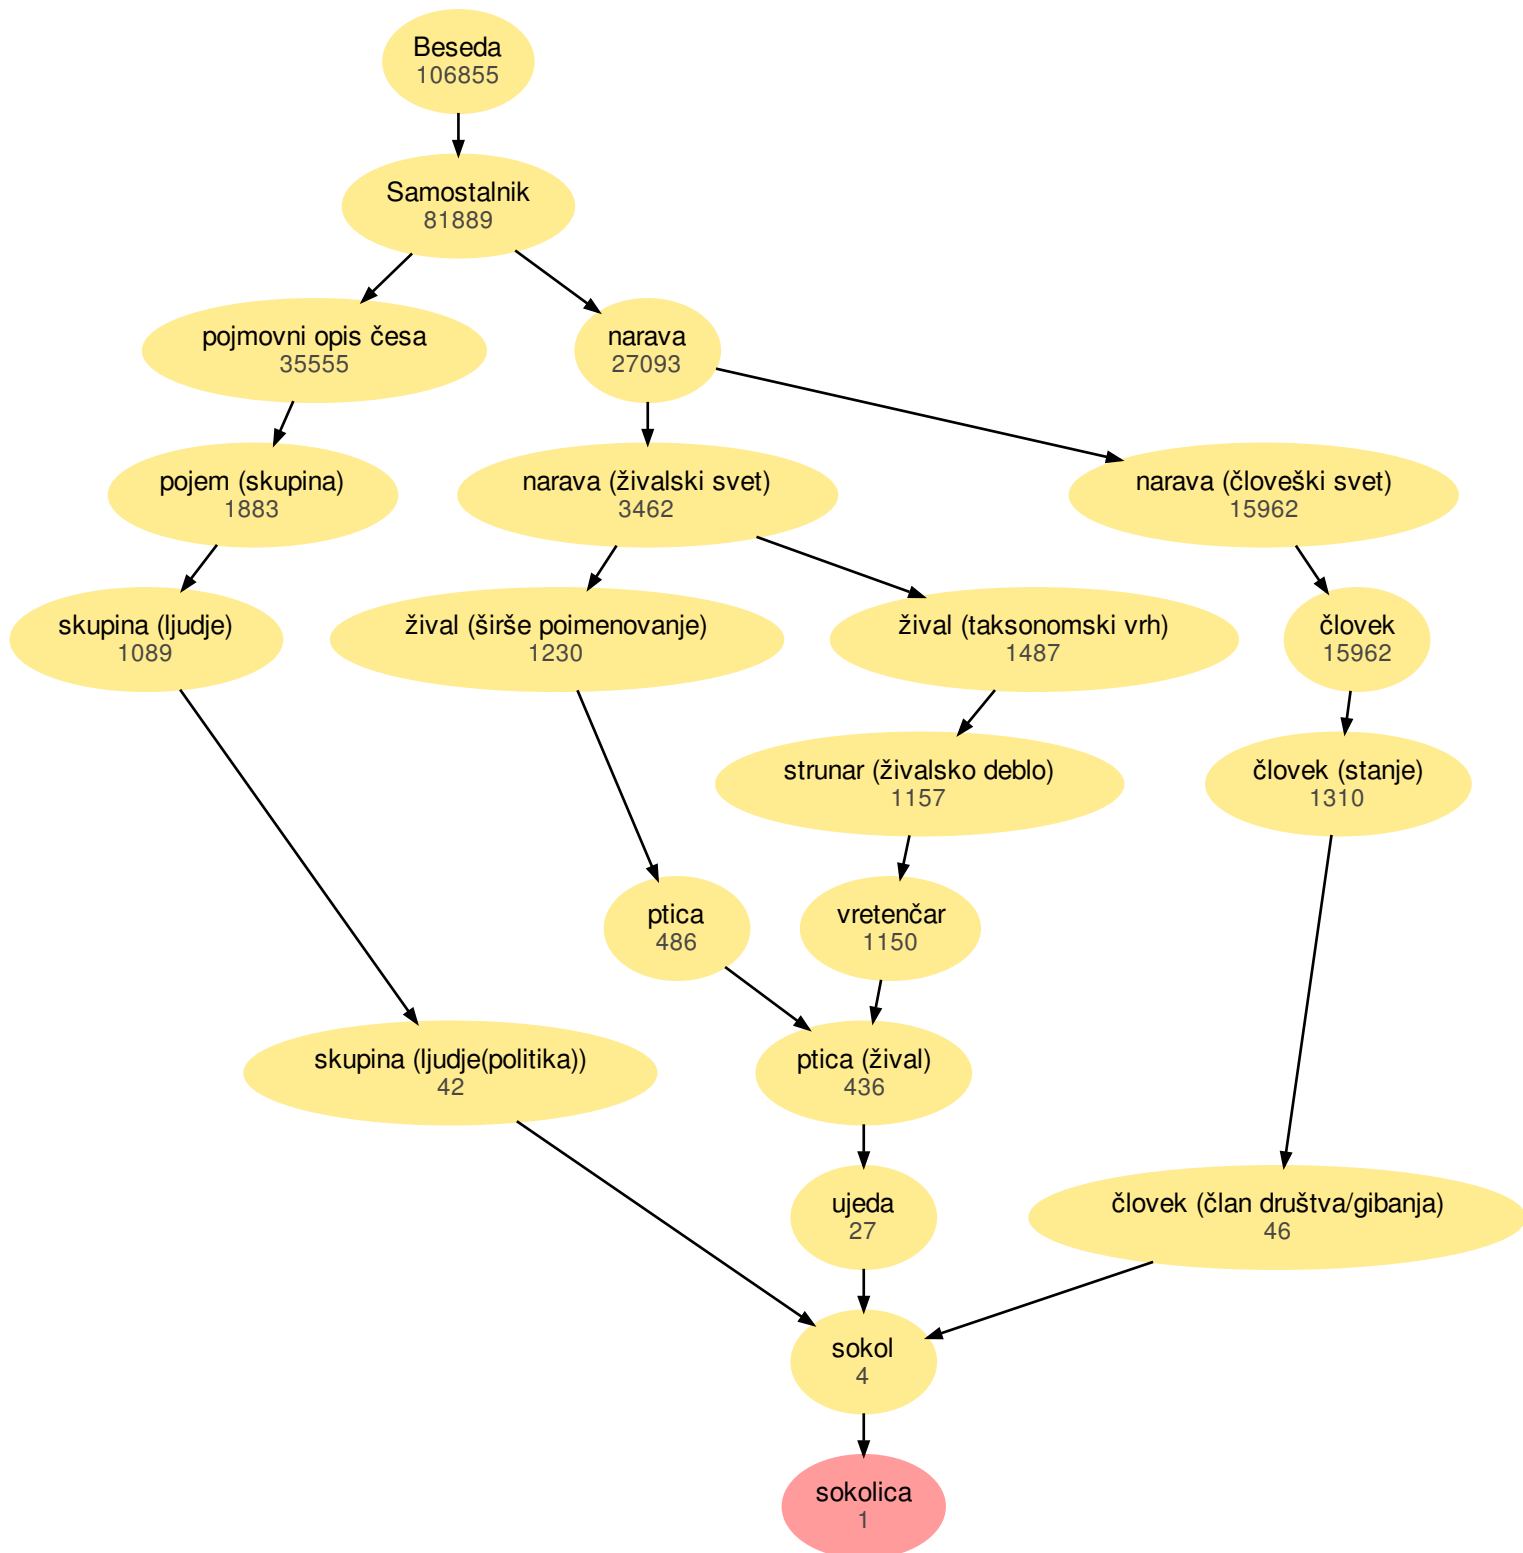 Beseda
106855
Samostalnik
81889
pojmovni opis česa
35555
narava
27093
pojem (skupina)
1883
narava (živalski svet)
3462
narava (človeški svet)
15962
skupina (ljudje)
1089
žival (širše poimenovanje)
1230
žival (taksonomski vrh)
1487
človek
15962
strunar (živalsko deblo)
1157
človek (stanje)
1310
ptica
486
vretenčar
1150
skupina (ljudje(politika))
42
ptica (žival)
436
ujeda
27
človek (član društva/gibanja)
46
sokol
4
sokolica
1